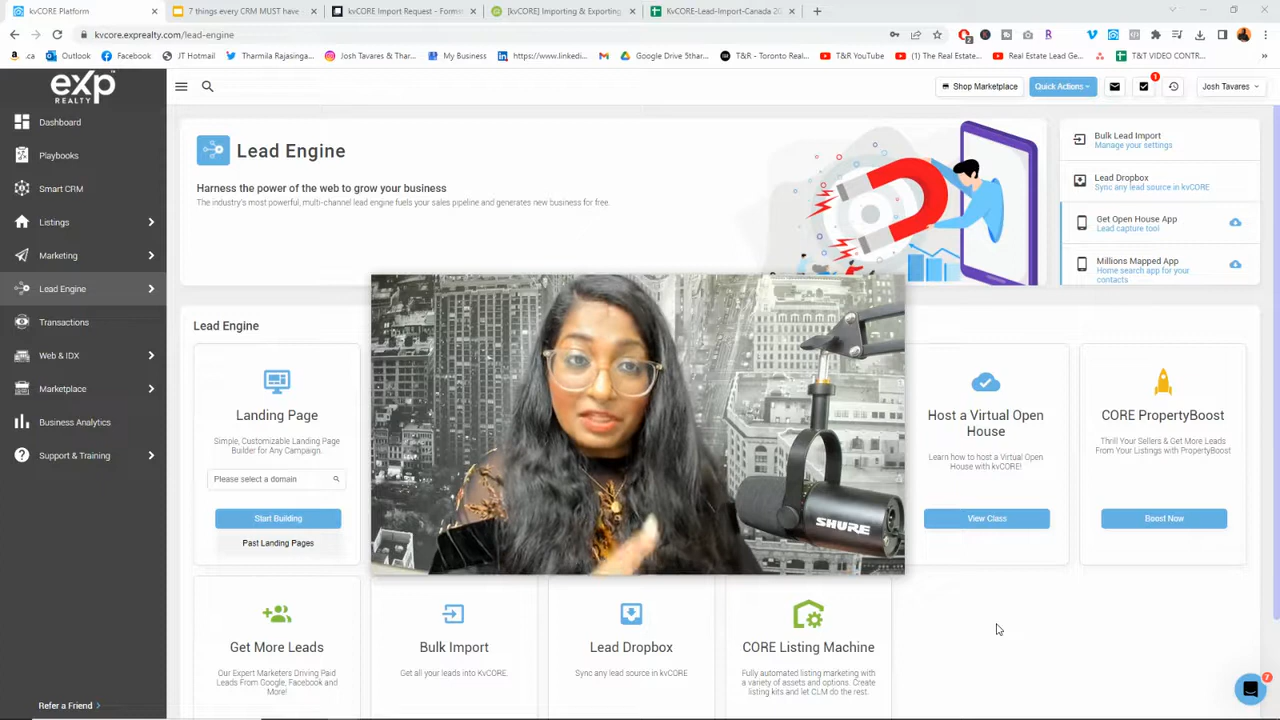 kvCORE Platform
7 things every CRM MUST have
kvCORE Import Request - Format
[kvCORE] Importing & Exporting
KvCORE-Lead-Import-Canada 20
kvcore.exprealty.com/lead-engine
.ca
Outlook
Facebook
JT Hotmail
Tharmila Rajasinga...
Josh Tavares & Thar...
My Business
https://www.linkedi...
Google Drive 5thar...
T&R - Toronto Real...
T&R YouTube
(1) The Real Estate...
Real Estate Lead Ge...
T&T VIDEO CONTR...
exp
REALTY
Shop Marketplace
Quick Actions
1
Josh Tavares
Dashboard
Playbooks
Smart CRM
Listings
Marketing
Lead Engine
Transactions
Web & IDX
Marketplace
Business Analytics
Support & Training
Refer a Friend
Lead Engine
Harness the power of the web to grow your business
The industry's most powerful, multi-channel lead engine fuels your sales pipeline and generates new business for free.
Bulk Lead Import
Manage your settings
Lead Dropbox
Sync any lead source in kvCORE
Get Open House App
Lead capture tool
Millions Mapped App
Home search app for your
contacts
Lead Engine
Landing Page
Simple, Customizable Landing Page
Builder for Any Campaign.
Please select a domain
Start Building
Past Landing Pages
SHURE
Host a Virtual Open
House
Learn how to host a Virtual Open
House with kvCORE!
View Class
CORE PropertyBoost
Thrill Your Sellers & Get More Leads
From Your Listings with PropertyBoost
Boost Now
Get More Leads
Our Expert Marketers Driving Paid
Leads From Google, Facebook and
More!
Bulk Import
Get all your leads into KvCORE.
Lead Dropbox
Sync any lead source in kvCORE
CORE Listing Machine
Fully automated listing marketing with
a variety of assets and options. Create
listing kits and let CLM do the rest.